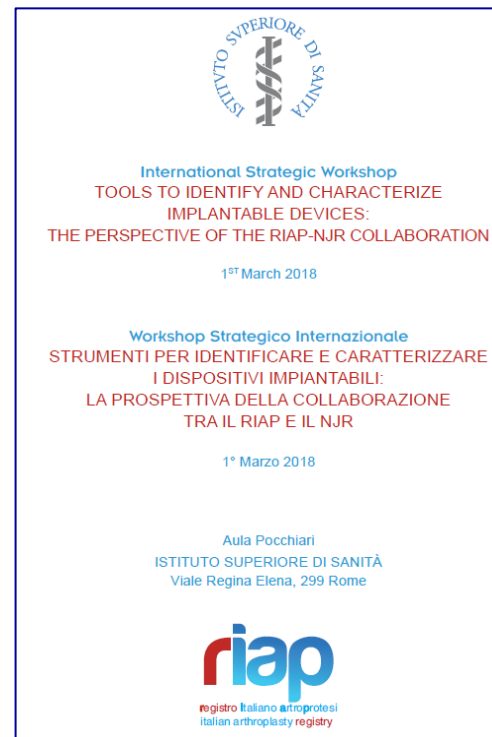 ISTITVTO SVPERIORE DI SANITÀ
International Strategic Workshop
TOOLS TO IDENTIFY AND CHARACTERIZE
IMPLANTABLE DEVICES:
THE PERSPECTIVE OF THE RIAP-NJR COLLABORATION
1ST March 2018
Workshop Strategico Internazionale
STRUMENTI PER IDENTIFICARE E CARATTERIZZARE
I DISPOSITIVI IMPIANTABILI:
LA PROSPETTIVA DELLA COLLABORAZIONE
TRA IL RIAP E IL NJR
1° Marzo 2018
Aula Pocchiari
ISTITUTO SUPERIORE DI SANITÀ
Viale Regina Elena, 299 Rome
riap
registro Italiano artroprotesi
italian arthroplasty registry